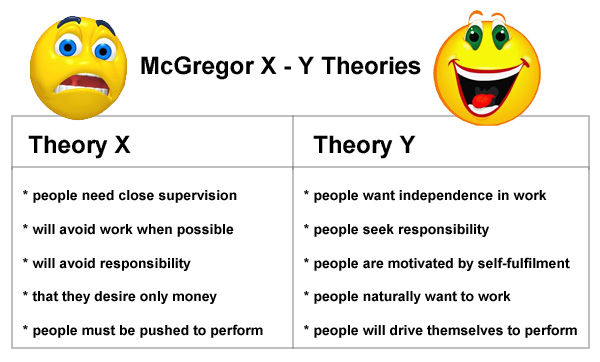 McGregor X - Y Theories
Theory X
* people need close supervision
* will avoid work when possible
* will avoid responsibility
* that they desire only money
* people must be pushed to perform
Theory Y
* people want independence in work
* people seek responsibility
* people are motivated by self-fulfilment
* people naturally want to work
* people will drive themselves to perform